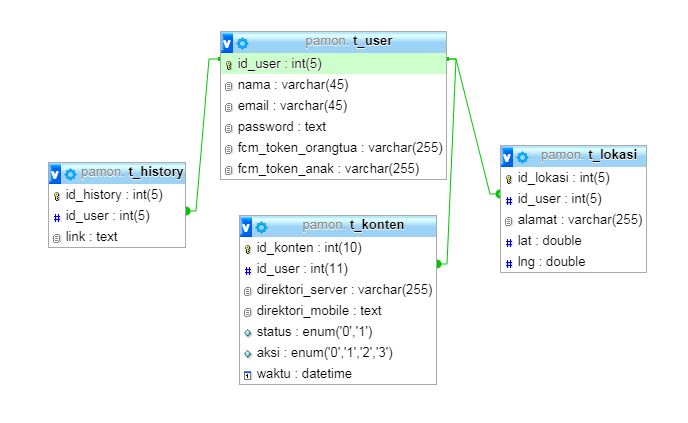 pamon. t_user
id_user : int(5)
nama : varchar(45)
email : varchar(45)
password : text
fcm_token_orangtua : varchar(255)
fcm_token_anak : varchar(255)
pamon. t_history
id_history : int(5)
id_user : int(5)
link : text
pamon. t_konten
id_konten : int(10)
id_user : int(11)
direktori_server : varchar(255)
direktori_mobile : text
status : enum('0','1')
aksi : enum('0','1','2','3')
waktu : datetime
pamon. t_lokasi
id_lokasi : int(5)
id_user : int(5)
alamat : varchar(255)
lat : double
lng : double